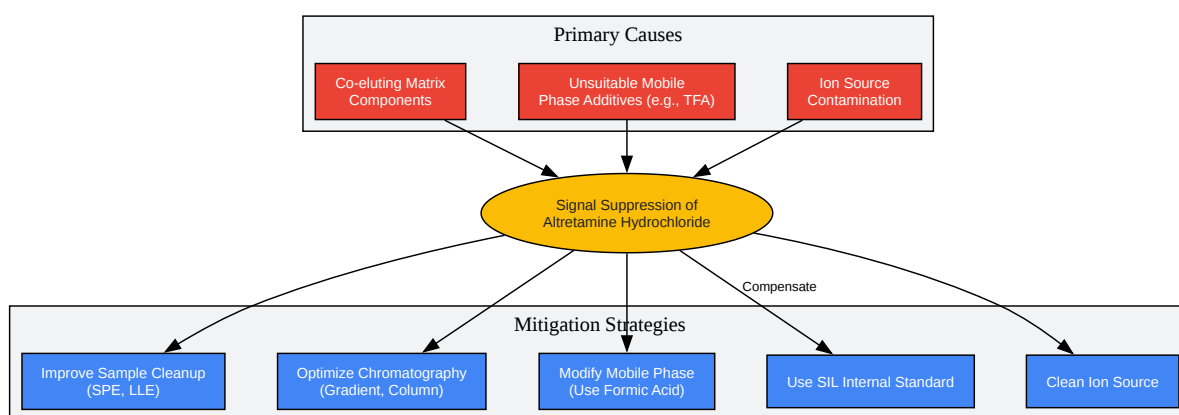 Primary Causes
Co-eluting Matrix
Components
Unsuitable Mobile
Phase Additives (e.g., TFA)
Ion Source
Contamination
Signal Suppression of
Altretamine Hydrochloride
Compensate
Mitigation Strategies
Improve Sample Cleanup
(SPE, LLE)
Optimize Chromatography
(Gradient, Column)
Modify Mobile Phase
(Use Formic Acid)
Use SIL Internal Standard
Clean Ion Source